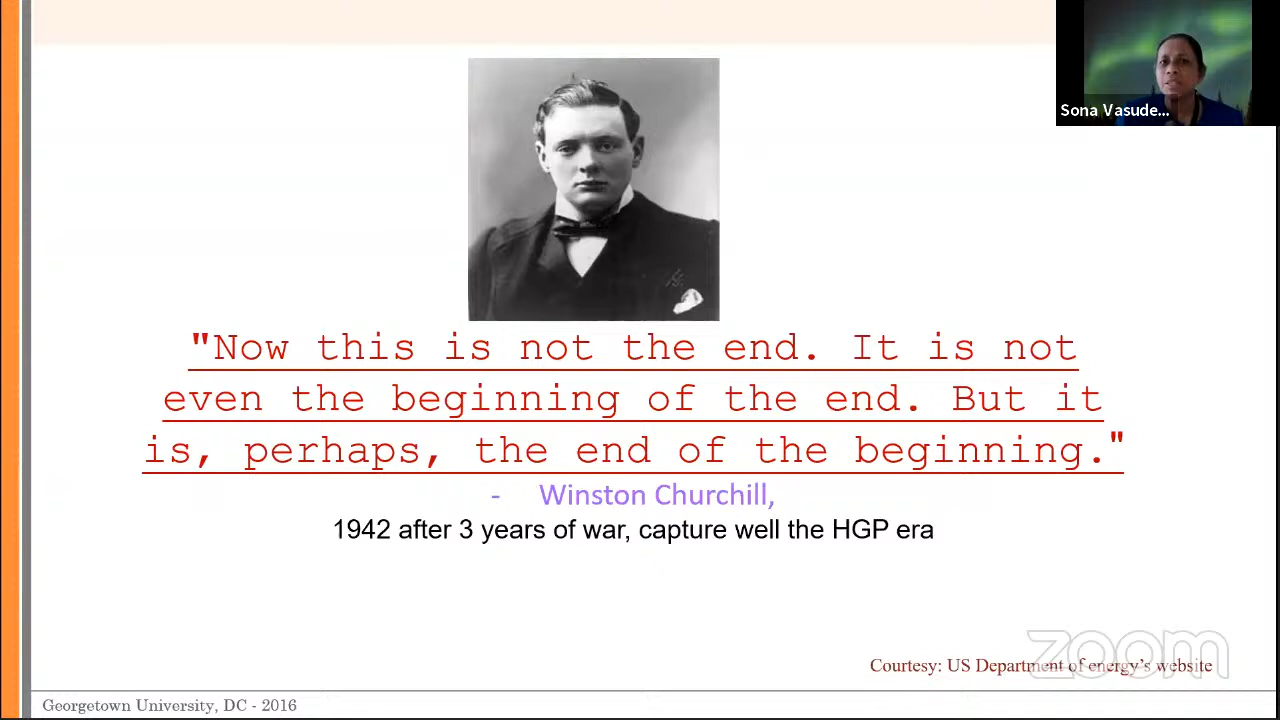 Sona Vasude...
"Now this is not the end. It is not
even the beginning of the end. But it
is, perhaps, the end of the beginning."
- Winston Churchill,
1942 after 3 years of war, capture well the HGP era
zoom
Courtesy: US Department of energy's website
Georgetown University, DC - 2016